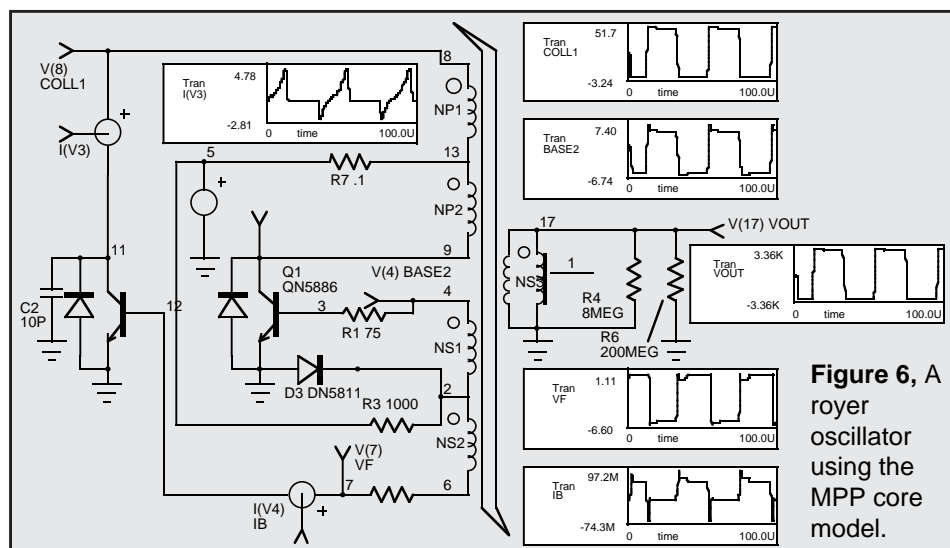 V(8)
COLL1
8
Tran
I(V3)
4.78
-2.81
0 time 100.0U
NP1
I(V3)
5
R7 .1
13
NP2
11
9
Q1
QN5886
V(4) BASE2
4
C2
10P
12
3
R1 75
NS1
D3 DN5811
2
R3 1000
NS2
V(7)
VF
7
6
I(V4)
IB
Tran
COLL1
51.7
-3.24
0 time 100.0U
Tran
BASE2
7.40
-6.74
0 time 100.0U
17
V(17) VOUT
NS3
1
R4
8MEG
R6
200MEG
Tran
VOUT
3.36K
-3.36K
0 time 100.0U
Tran
VF
1.11
-6.60
0 time 100.0U
Tran
IB
97.2M
-74.3M
0 time 100.0U
Figure 6, A
royer
oscillator
using the
MPP core
model.